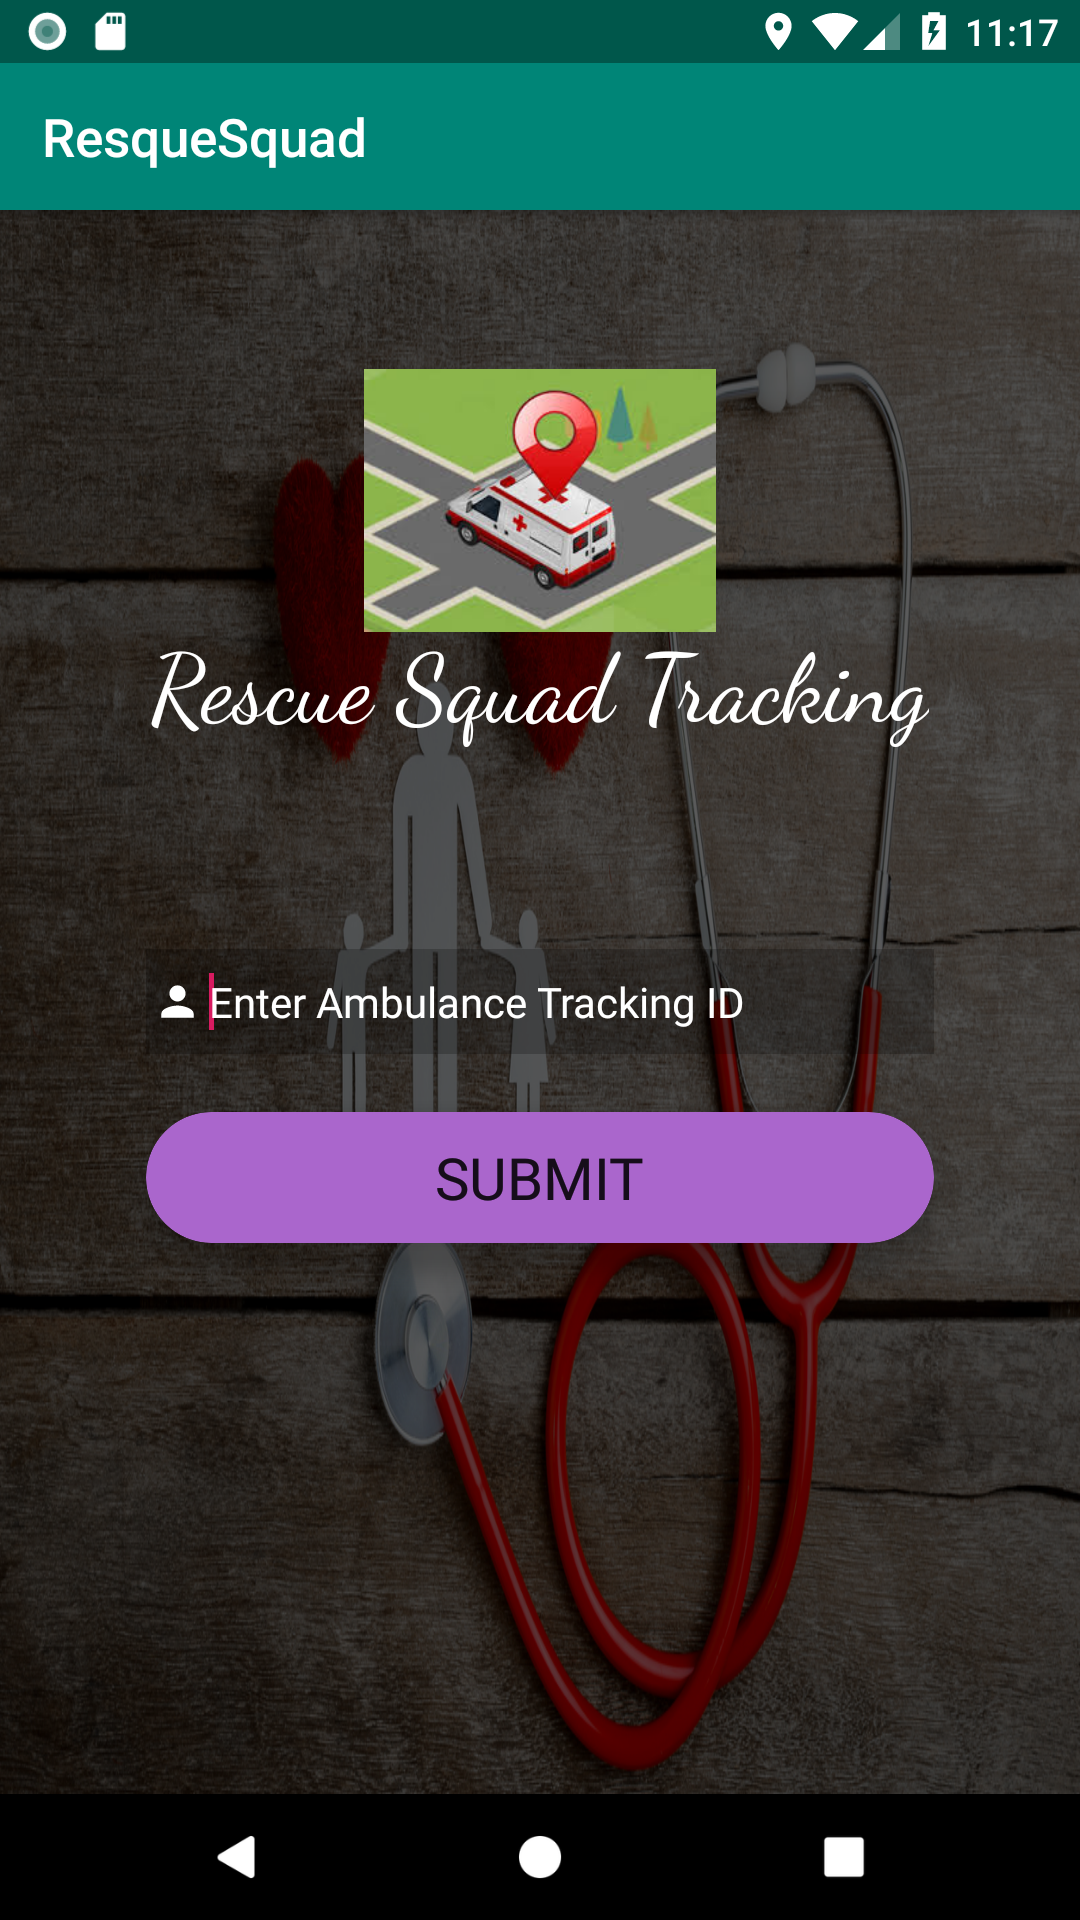 11:17
ResqueSquad
Rescue Squad Tracking
Enter Ambulance Tracking ID
SUBMIT